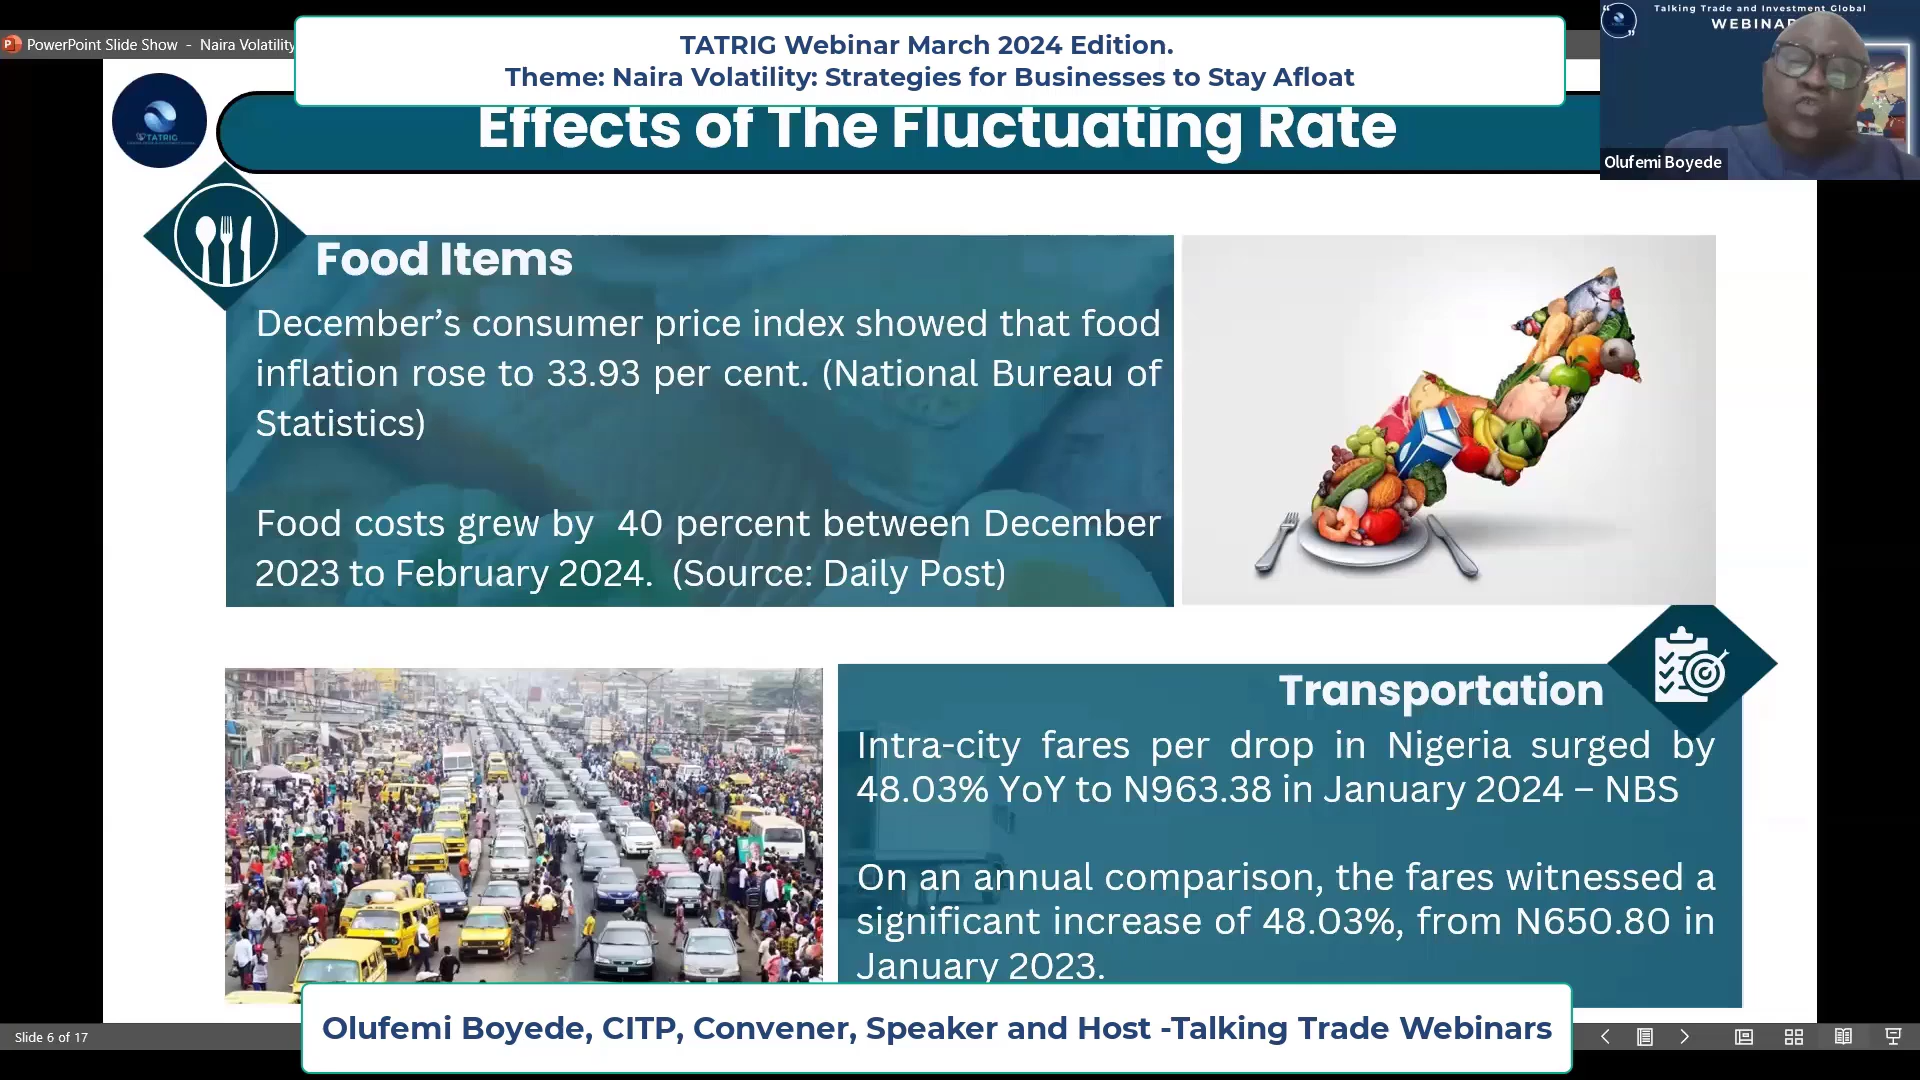 PowerPoint Slide Show - Naira Volatility
TATRIG Webinar March 2024 Edition.
Theme: Naira Volatility: Strategies for Businesses to Stay Afloat
Talking Trade and Investment Global
WEBINAR
Olufemi Boyede
TATRIG
Effects of The Fluctuating Rate
Food Items
December’s consumer price index showed that food
inflation rose to 33.93 per cent. (National Bureau of
Statistics)
Food costs grew by 40 percent between December
2023 to February 2024. (Source: Daily Post)
Transportation
Intra-city fares per drop in Nigeria surged by
48.03% YoY to N963.38 in January 2024 – NBS
On an annual comparison, the fares witnessed a
significant increase of 48.03%, from N650.80 in
January 2023.
Olufemi Boyede, CITP, Convener, Speaker and Host -Talking Trade Webinars
Slide 6 of 17